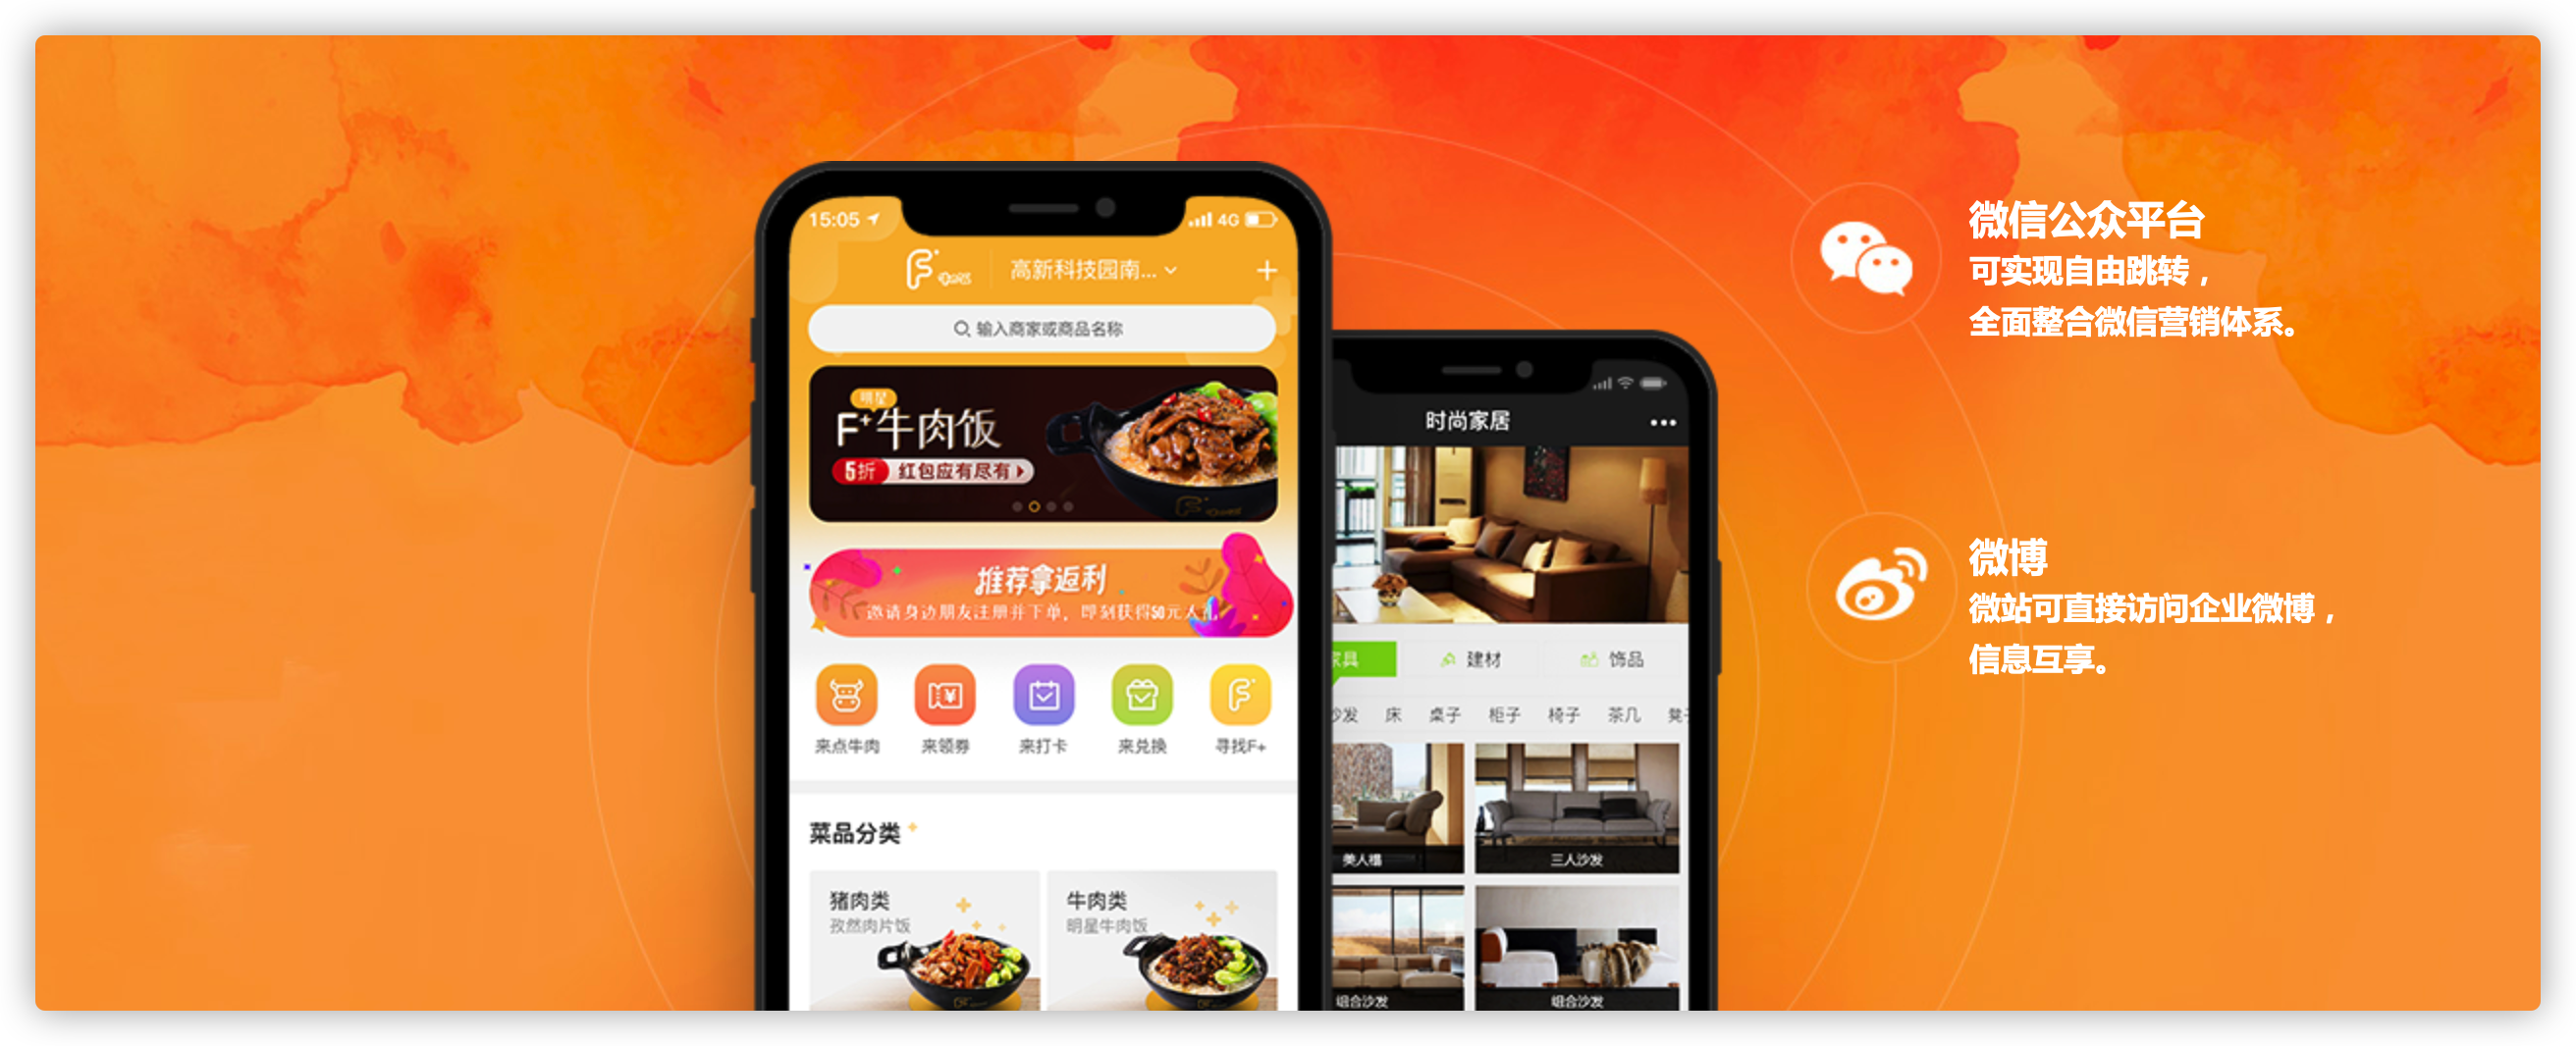 15:05
4G
F+
高新科技园南...
输入商家或商品名称
明星
F+牛肉饭
5折 红包应有尽有
推荐拿返利
邀请身边朋友注册并下单，即刻获得50元大礼
来点牛肉 来领券 来打卡 来兑换 寻找F+
菜品分类
猪肉类
孜然肉片饭
牛肉类
明星牛肉饭
时尚家居
家具 建材 饰品
沙发 床 桌子 柜子 椅子 茶几 凳子
美人榻 三人沙发
组合沙发 组合沙发
微信公众平台
可实现自由跳转，
全面整合微信营销体系。
微博
微站可直接访问企业微博，
信息互享。